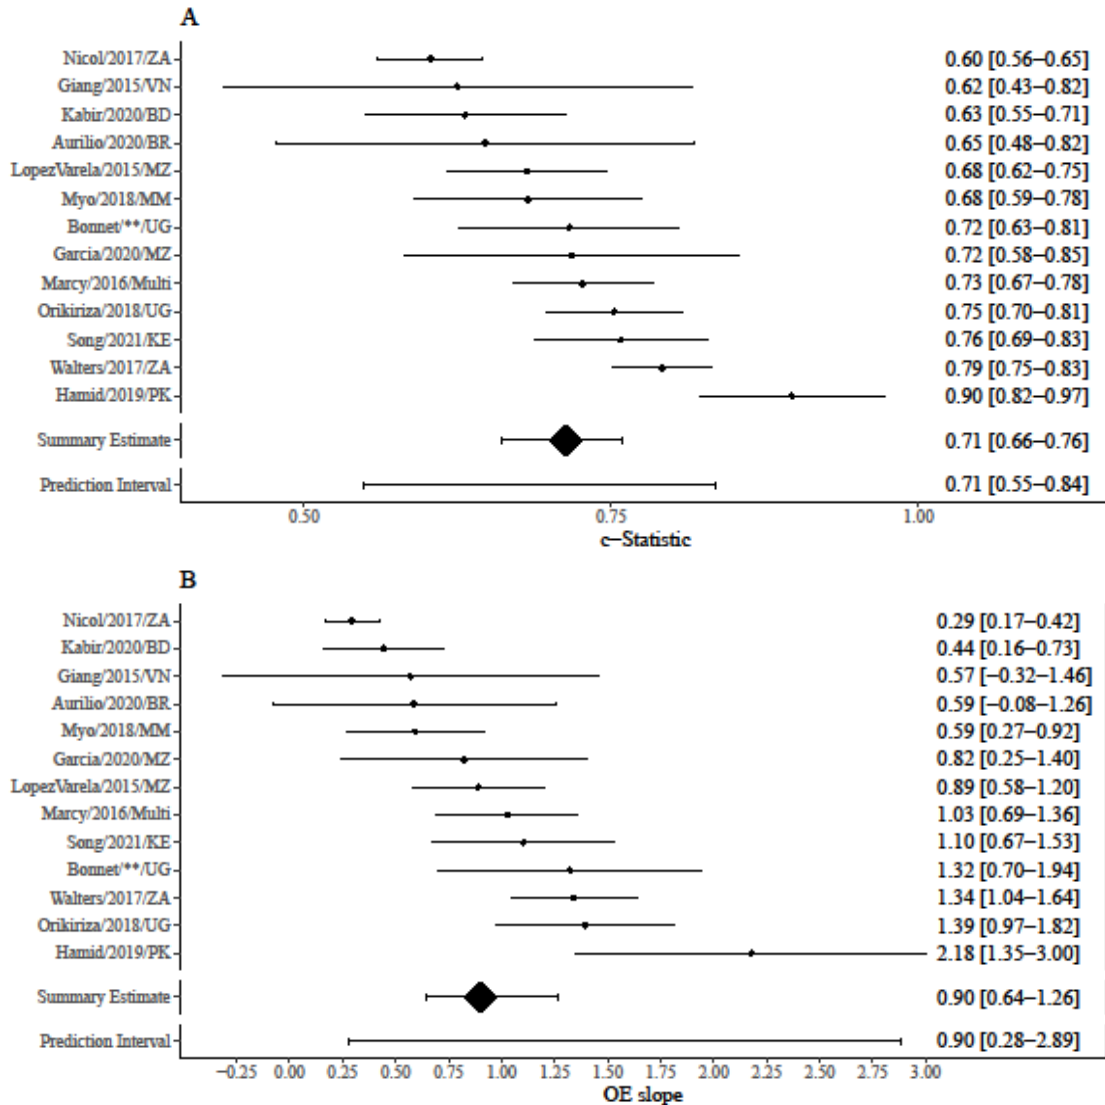 A
Nicol/2017/ZA 0.60 [0.56–0.65]
Giang/2015/VN 0.62 [0.43–0.82]
Kabir/2020/BD 0.63 [0.55–0.71]
Aurilio/2020/BR 0.65 [0.48–0.82]
LopezVarela/2015/MZ 0.68 [0.62–0.75]
Myo/2018/MM 0.68 [0.59–0.78]
Bonnet/**/UG 0.72 [0.63–0.81]
Garcia/2020/MZ 0.72 [0.58–0.85]
Marcy/2016/Multi 0.73 [0.67–0.78]
Orikiriza/2018/UG 0.75 [0.70–0.81]
Song/2021/KE 0.76 [0.69–0.83]
Walters/2017/ZA 0.79 [0.75–0.83]
Hamid/2019/PK 0.90 [0.82–0.97]
Summary Estimate 0.71 [0.66–0.76]
Prediction Interval 0.71 [0.55–0.84]
0.50 0.75 1.00
c–Statistic
B
Nicol/2017/ZA 0.29 [0.17–0.42]
Kabir/2020/BD 0.44 [0.16–0.73]
Giang/2015/VN 0.57 [−0.32–1.46]
Aurilio/2020/BR 0.59 [−0.08–1.26]
Myo/2018/MM 0.59 [0.27–0.92]
Garcia/2020/MZ 0.82 [0.25–1.40]
LopezVarela/2015/MZ 0.89 [0.58–1.20]
Marcy/2016/Multi 1.03 [0.69–1.36]
Song/2021/KE 1.10 [0.67–1.53]
Bonnet/**/UG 1.32 [0.70–1.94]
Walters/2017/ZA 1.34 [1.04–1.64]
Orikiriza/2018/UG 1.39 [0.97–1.82]
Hamid/2019/PK 2.18 [1.35–3.00]
Summary Estimate 0.90 [0.64–1.26]
Prediction Interval 0.90 [0.28–2.89]
−0.25 0.00 0.25 0.50 0.75 1.00 1.25 1.50 1.75 2.00 2.25 2.50 2.75 3.00
OE slope